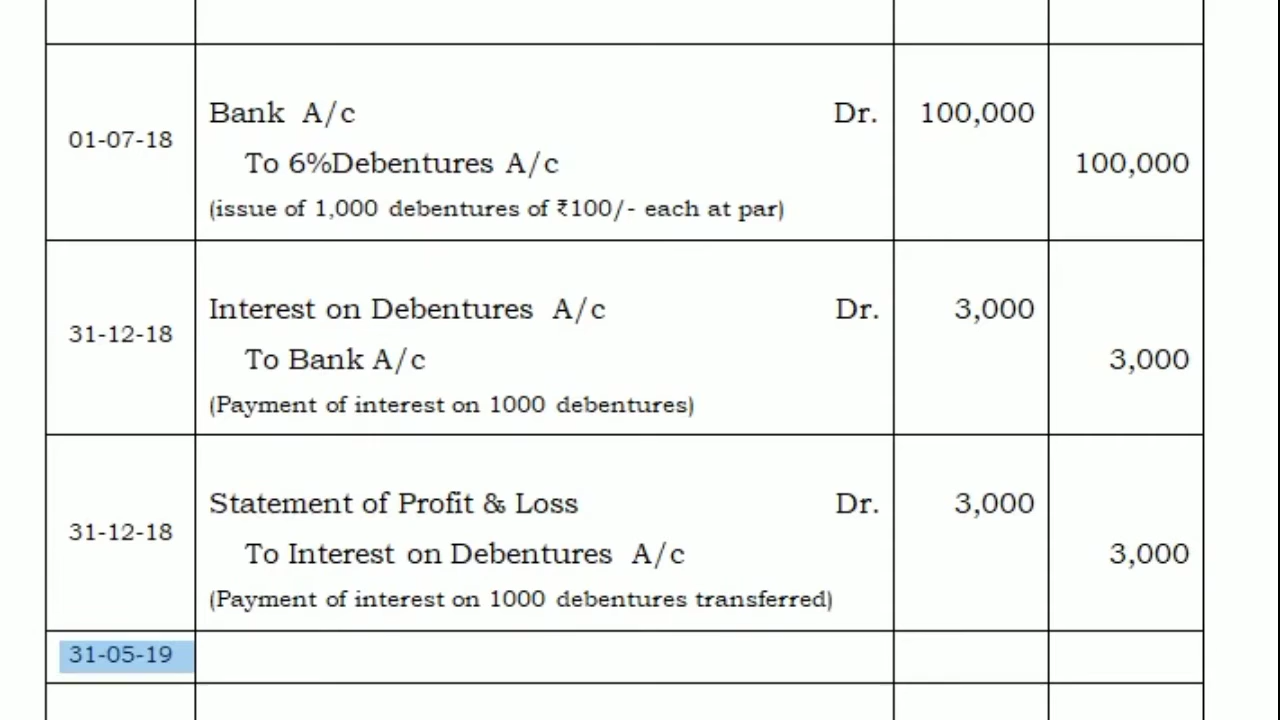 01-07-18
Bank A/c Dr. 100,000
To 6%Debentures A/c 100,000
(issue of 1,000 debentures of ₹100/- each at par)
31-12-18
Interest on Debentures A/c Dr. 3,000
To Bank A/c 3,000
(Payment of interest on 1000 debentures)
31-12-18
Statement of Profit & Loss Dr. 3,000
To Interest on Debentures A/c 3,000
(Payment of interest on 1000 debentures transferred)
31-05-19